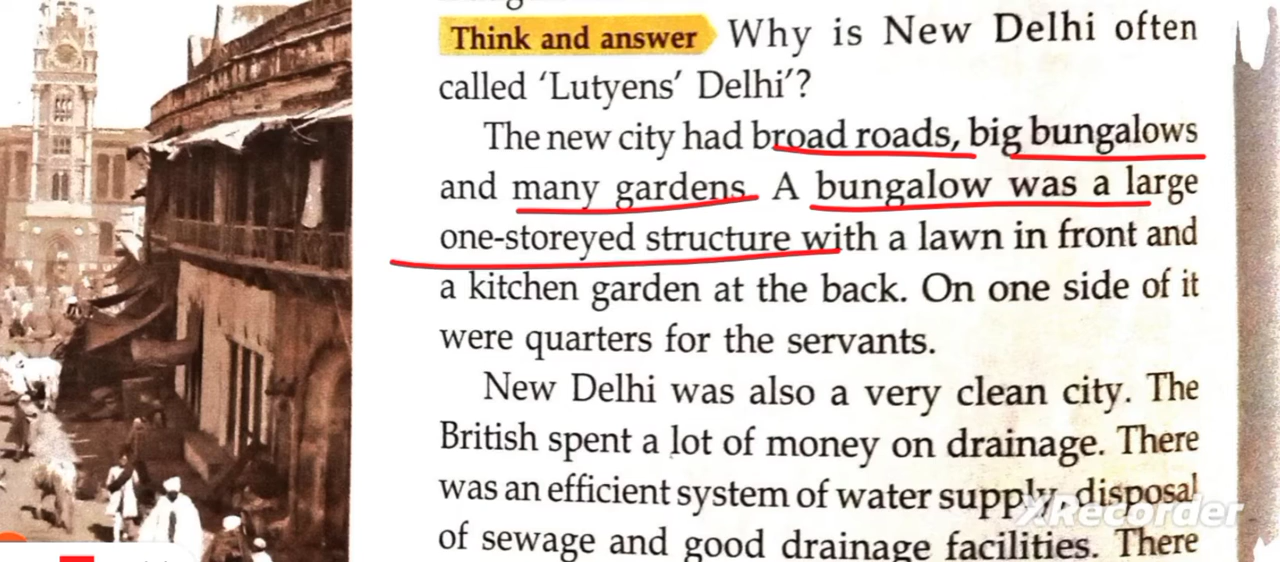 Think and answer Why is New Delhi often
called ‘Lutyens’ Delhi’?
The new city had broad roads, big bungalows
and many gardens. A bungalow was a large
one-storeyed structure with a lawn in front and
a kitchen garden at the back. On one side of it
were quarters for the servants.
New Delhi was also a very clean city. The
British spent a lot of money on drainage. There
was an efficient system of water supply, disposal
of sewage and good drainage facilities. There
XRecorder